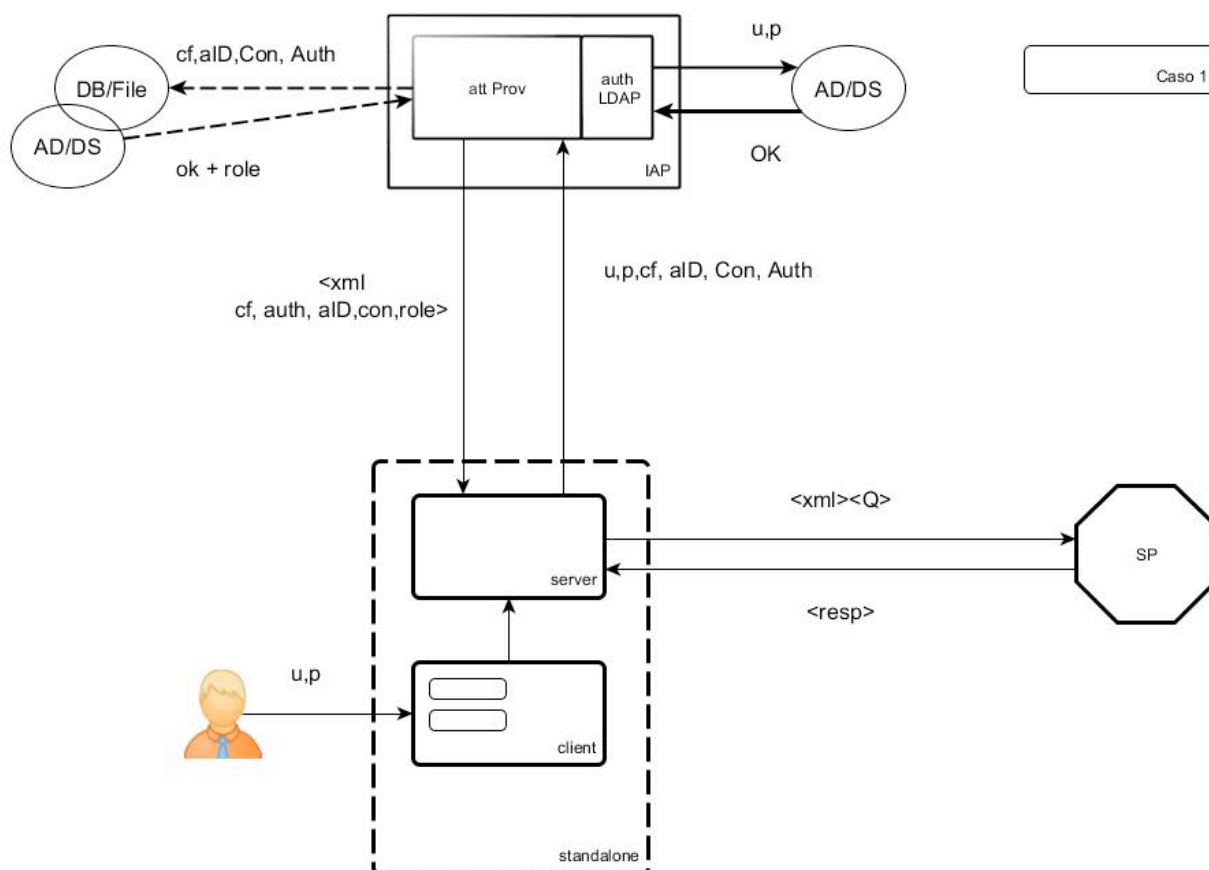 u,p
cf,aID,Con, Auth
DB/File
att Prov
auth
LDAP
AD/DS
Caso 1
AD/DS
ok + role
IAP
OK
<xml
cf, auth, aID,con,role>
u,p,cf, aID, Con, Auth
<xml><Q>
SP
server
<resp>
u,p
client
standalone